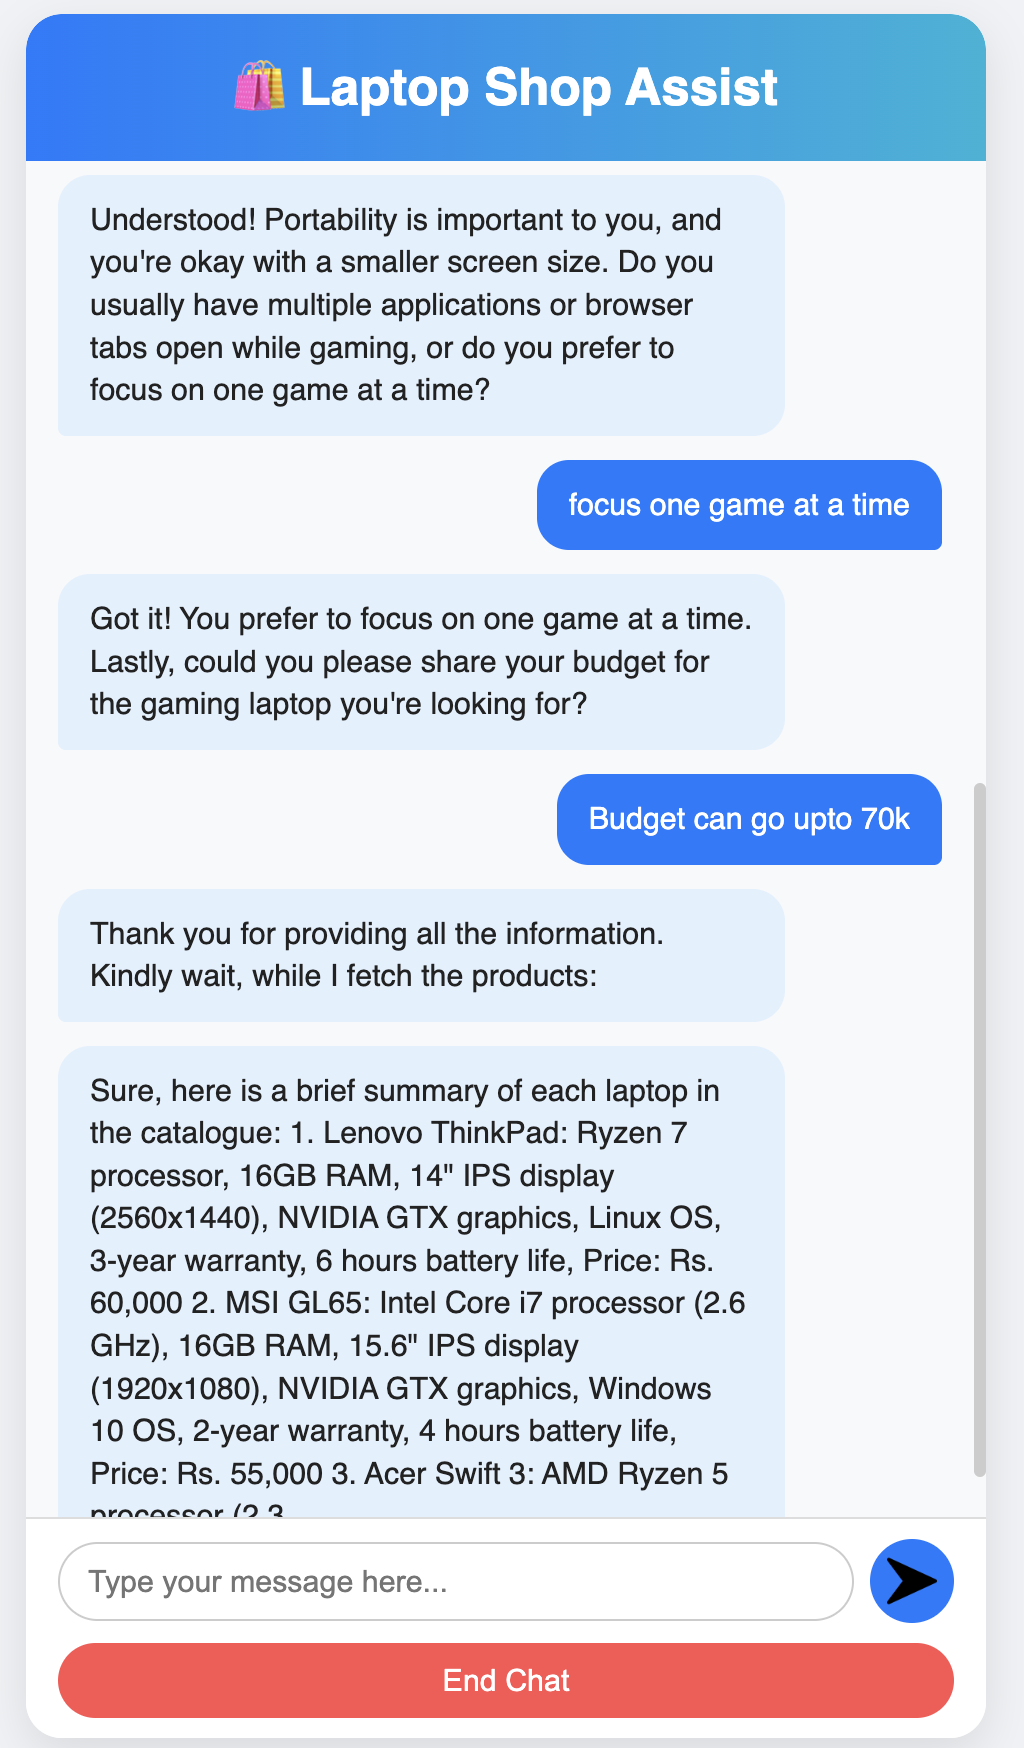 🛍️ Laptop Shop Assist
Understood! Portability is important to you, and
you're okay with a smaller screen size. Do you
usually have multiple applications or browser
tabs open while gaming, or do you prefer to
focus on one game at a time?
focus one game at a time
Got it! You prefer to focus on one game at a time.
Lastly, could you please share your budget for
the gaming laptop you're looking for?
Budget can go upto 70k
Thank you for providing all the information.
Kindly wait, while I fetch the products:
Sure, here is a brief summary of each laptop in
the catalogue: 1. Lenovo ThinkPad: Ryzen 7
processor, 16GB RAM, 14" IPS display
(2560x1440), NVIDIA GTX graphics, Linux OS,
3-year warranty, 6 hours battery life, Price: Rs.
60,000 2. MSI GL65: Intel Core i7 processor (2.6
GHz), 16GB RAM, 15.6" IPS display
(1920x1080), NVIDIA GTX graphics, Windows
10 OS, 2-year warranty, 4 hours battery life,
Price: Rs. 55,000 3. Acer Swift 3: AMD Ryzen 5
processor (2.3
Type your message here...
End Chat